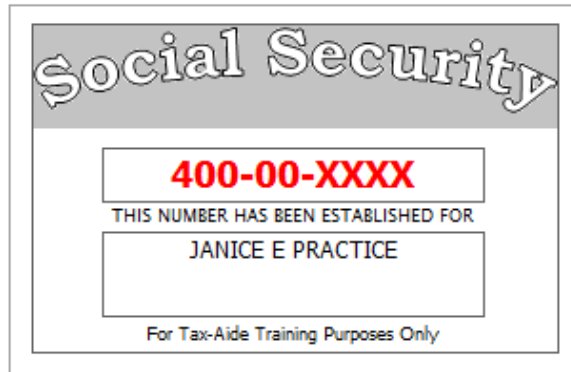 Social Security
400-00-XXXX
THIS NUMBER HAS BEEN ESTABLISHED FOR
JANICE E PRACTICE
For Tax-Aide Training Purposes Only